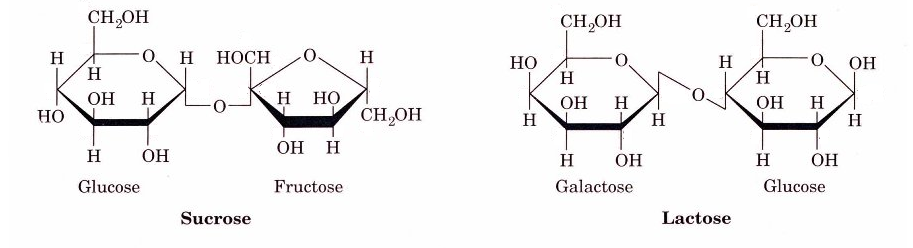 CH2OH
CH2OH CH2OH
H O H HOCH O H
HO O H O OH
H H
H H
OH H H HO
OH H OH H
HO O CH2OH
O
H H H
H OH OH H
H OH H OH
Glucose Fructose Galactose Glucose
Sucrose Lactose